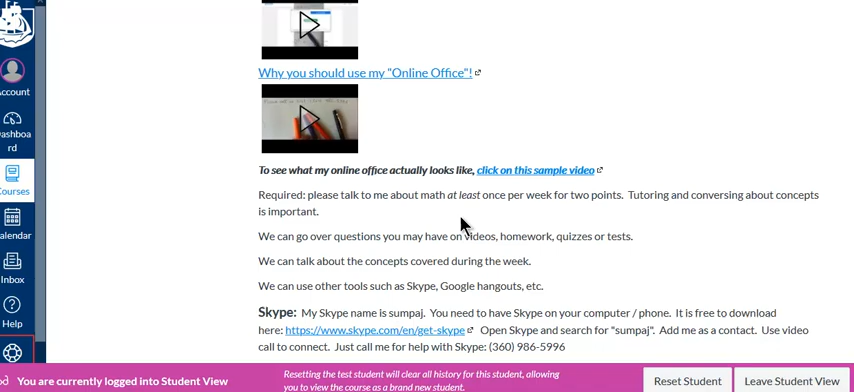 Why you should use my "Online Office"!
To see what my online office actually looks like, click on this sample video
Required: please talk to me about math at least once per week for two points. Tutoring and conversing about concepts
is important.
We can go over questions you may have on videos, homework, quizzes or tests.
We can talk about the concepts covered during the week.
We can use other tools such as Skype, Google hangouts, etc.
Skype: My Skype name is sumpaj. You need to have Skype on your computer / phone. It is free to download
here: https://www.skype.com/en/get-skype Open Skype and search for "sumpaj". Add me as a contact. Use video
call to connect. Just call me for help with Skype: (360) 986-5996
Account
Dashboa
rd
Courses
alendar
Inbox
Help
You are currently logged into Student View
Resetting the test student will clear all history for this student, allowing
you to view the course as a brand new student.
Reset Student
Leave Student View